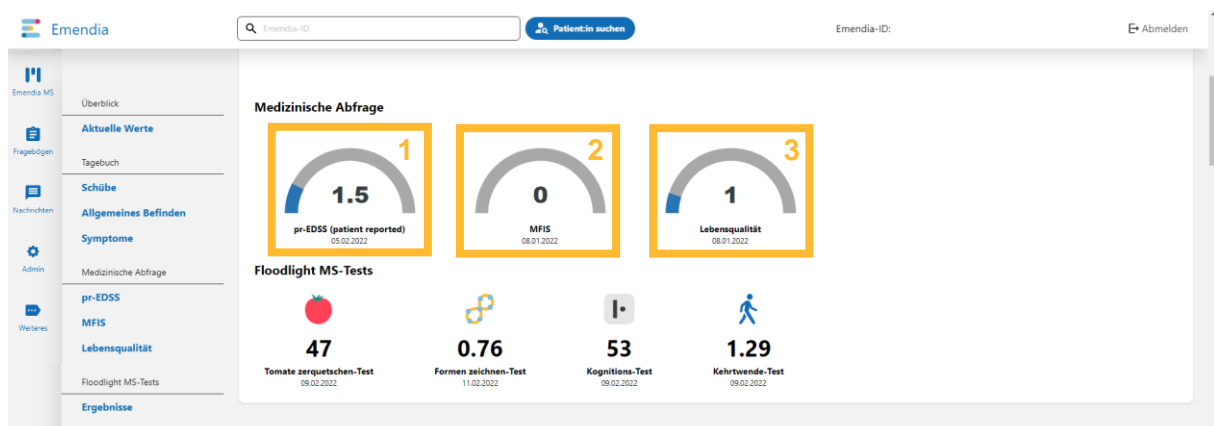 Emendia
Emendia-ID
Patient:in suchen
Emendia-ID:
Abmelden
Emendia MS
Fragebögen
Nachrichten
Admin
Weiteres
Überblick
Aktuelle Werte
Tagebuch
Schübe
Allgemeines Befinden
Symptome
Medizinische Abfrage
pr-EDSS
MFIS
Lebensqualität
Floodlight MS-Tests
Ergebnisse
Medizinische Abfrage
1
1.5
pr-EDSS (patient reported)
05.02.2022
2
0
MFIS
08.01.2022
3
1
Lebensqualität
08.01.2022
Floodlight MS-Tests
47
Tomate zerquetschen-Test
09.02.2022
0.76
Formen zeichnen-Test
11.02.2022
53
Kognitions-Test
09.02.2022
1.29
Kehrtwende-Test
09.02.2022